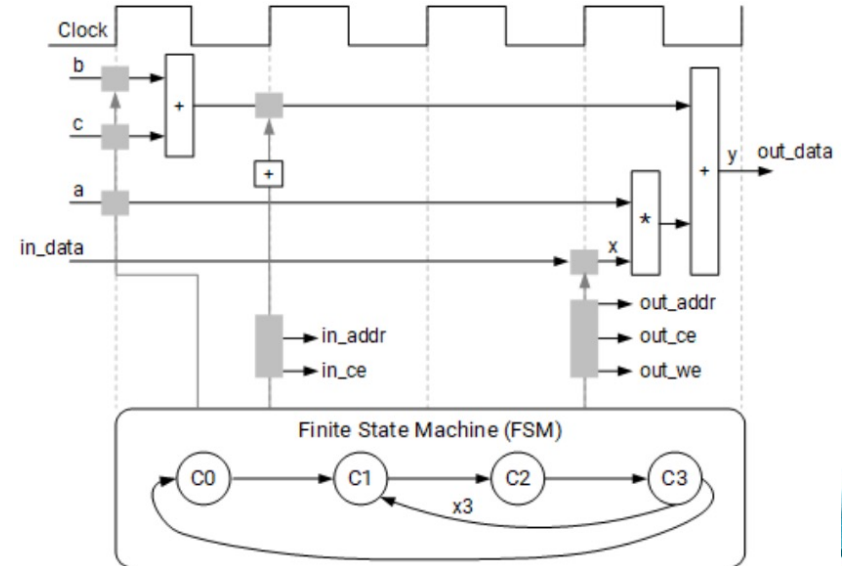 Clock
b
+
c
+
a
+
y
out_data
*
in_data
x
out_addr
in_addr
out_ce
in_ce
out_we
Finite State Machine (FSM)
C0
C1
C2
C3
x3